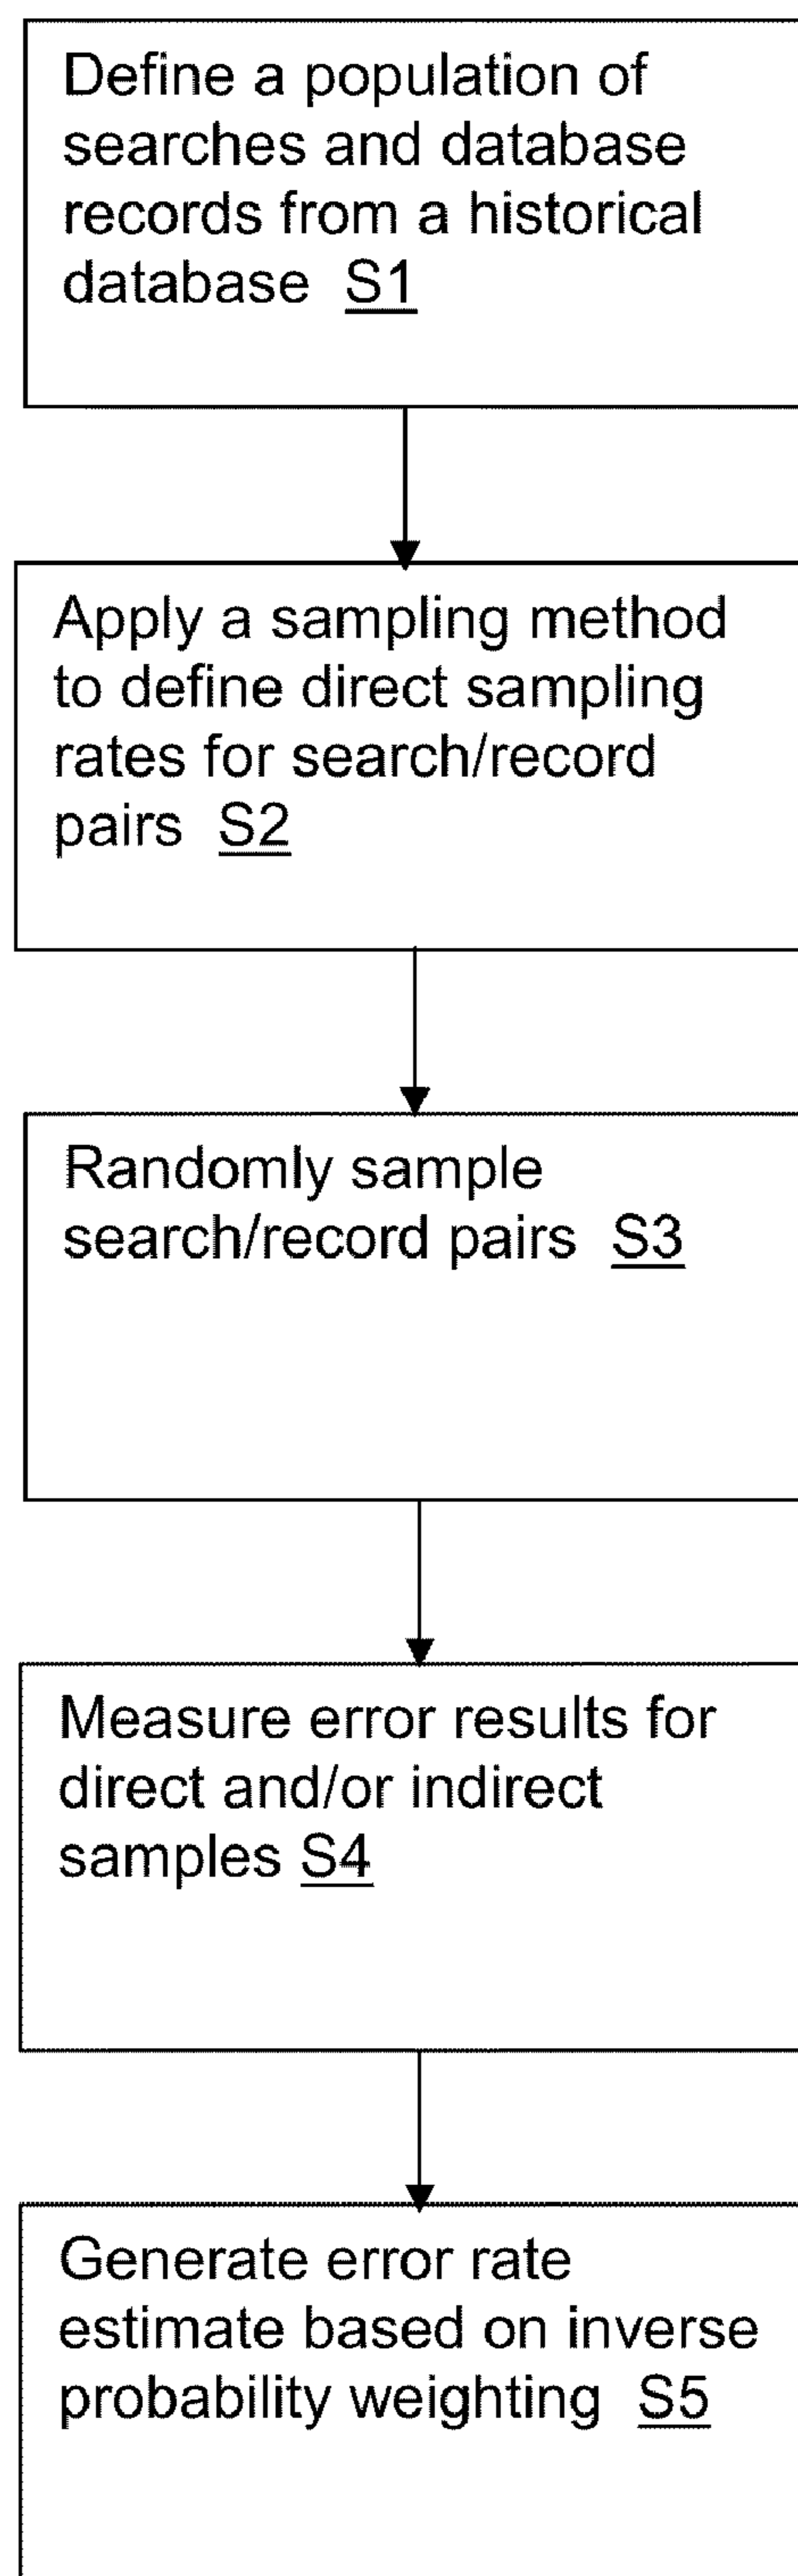 Define a population of
searches and database
records from a historical
database S1
Apply a sampling method
to define direct sampling
rates for search/record
pairs S2
Randomly sample
search/record pairs S3
Measure error results for
direct and/or indirect
samples S4
Generate error rate
estimate based on inverse
probability weighting S5